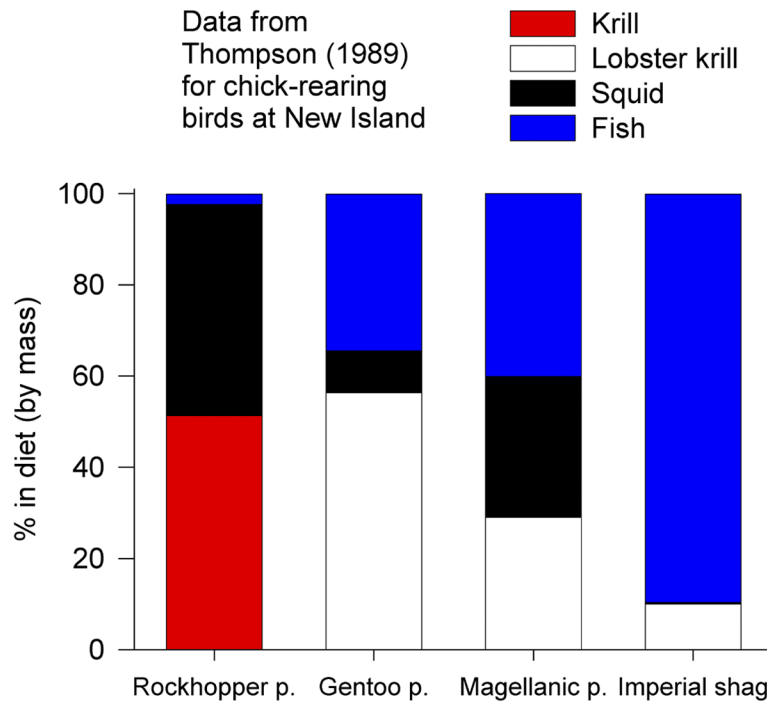 Data from
Thompson (1989)
for chick-rearing
birds at New Island
Krill
Lobster krill
Squid
Fish
% in diet (by mass)
100
80
60
40
20
0
Rockhopper p.
Gentoo p.
Magellanic p.
Imperial shag